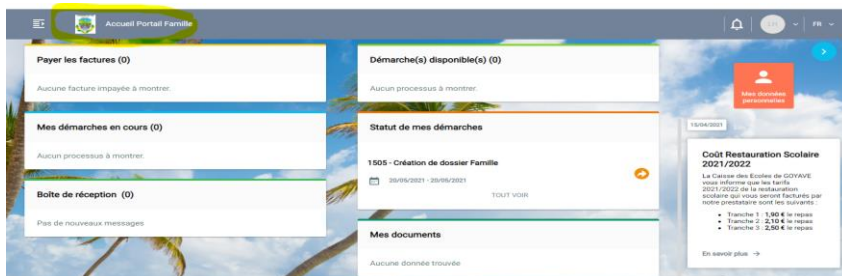 Accueil Portail Famille
FR
Payer les factures (0)
Aucune facture impayée à montrer.
Mes démarches en cours (0)
Aucun processus à montrer.
Boîte de réception (0)
Pas de nouveaux messages
Démarche(s) disponible(s) (0)
Aucun processus à montrer.
Statut de mes démarches
1505 - Création de dossier Famille
20/05/2021 - 20/05/2021
TOUT VOIR
Mes documents
Aucune donnée trouvée
Mes données
personnelles
15/04/2021
Coût Restauration Scolaire
2021/2022
La Caisse des Ecoles de GOYAVE
vous informe que les tarifs
2021/2022 de la restauration
scolaire qui vous seront facturés par
notre prestataire sont les suivants :
• Tranche 1 : 1,90 € le repas
• Tranche 2 : 2,10 € le repas
• Tranche 3 : 2,50 € le repas
En savoir plus →